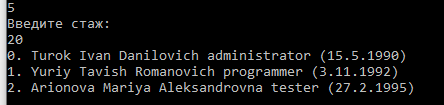 5
Введите стаж:
20
0. Turok Ivan Danilovich administrator (15.5.1990)
1. Yuriy Tavish Romanovich programmer (3.11.1992)
2. Arionova Mariya Aleksandrovna tester (27.2.1995)